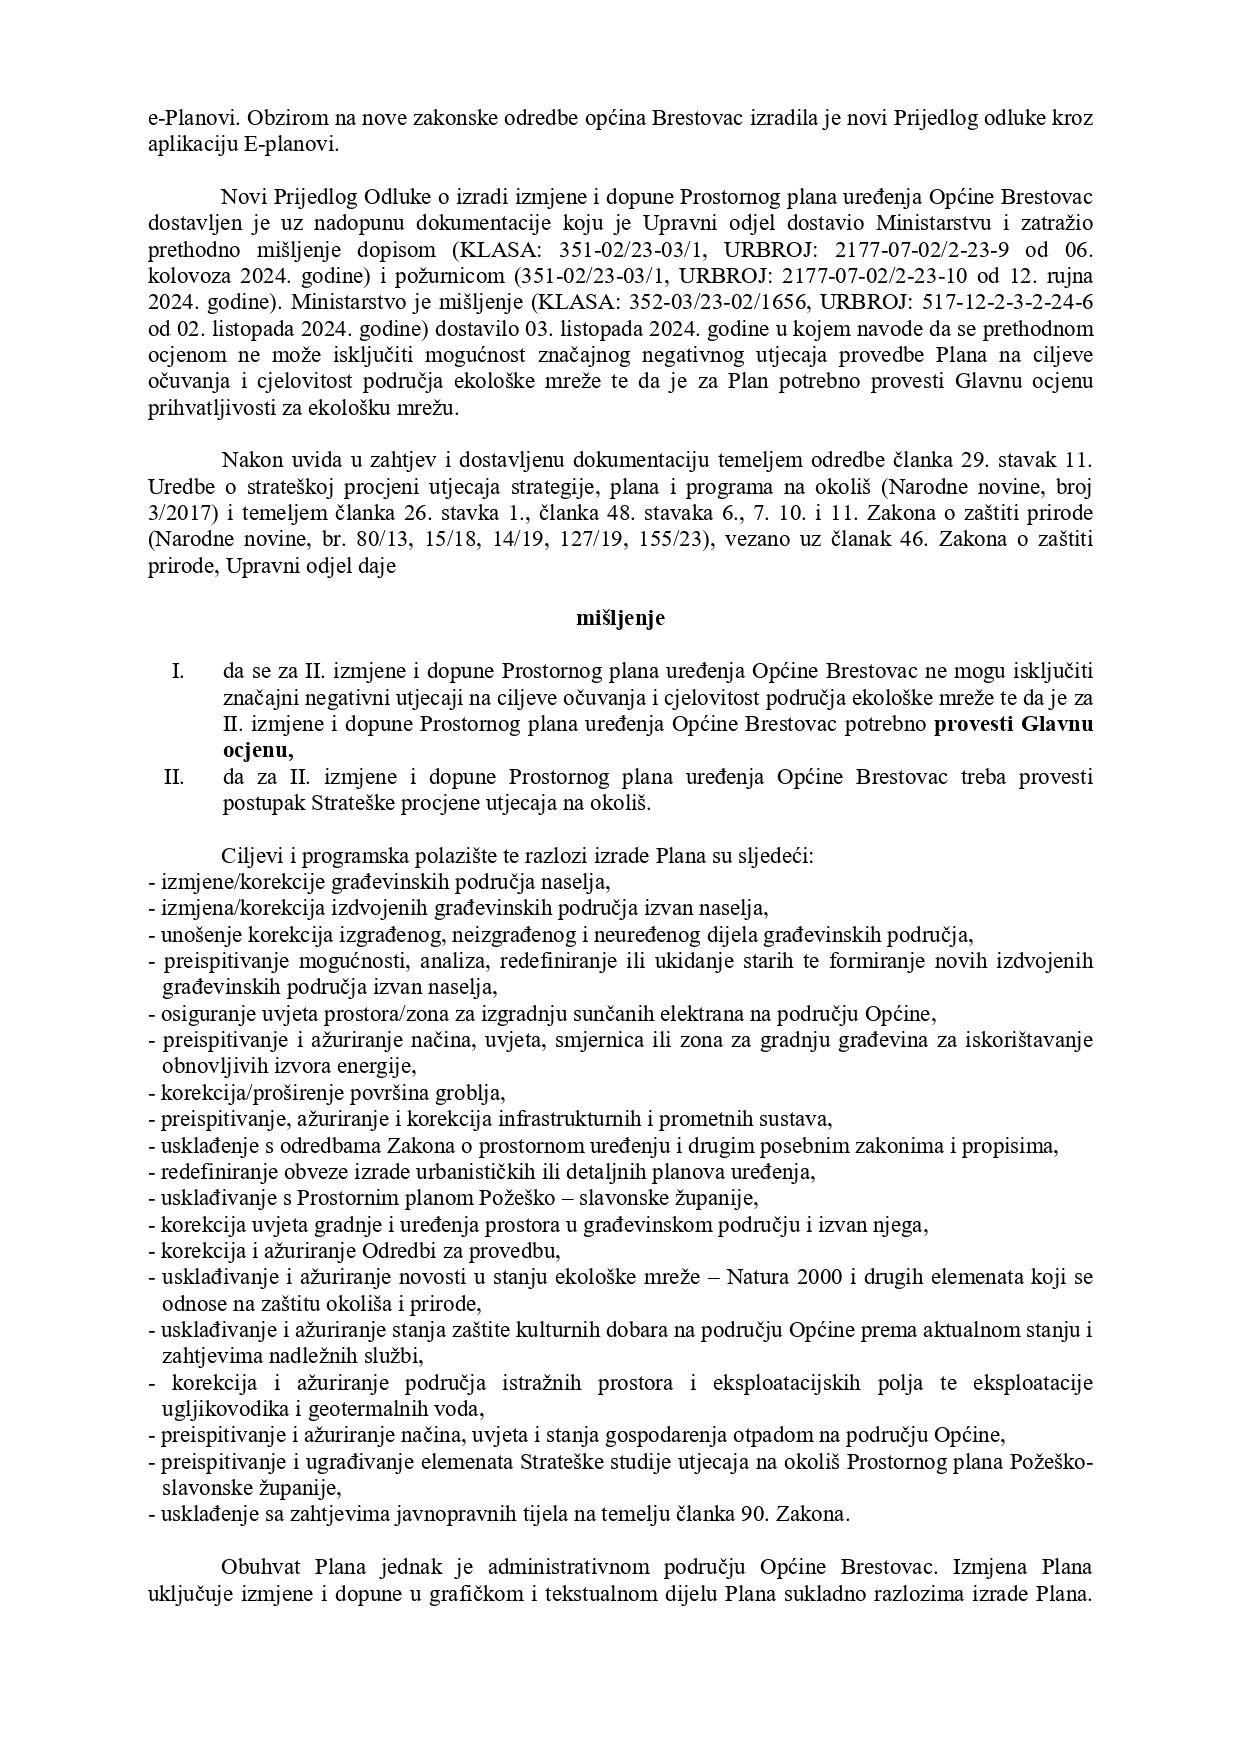 e-Planovi. Obzirom na nove zakonske odredbe općina Brestovac izradila je novi Prijedlog odluke kroz
aplikaciju E-planovi.
Novi Prijedlog Odluke o izradi izmjene i dopune Prostornog plana uređenja Općine Brestovac
dostavljen je uz nadopunu dokumentacije koju je Upravni odjel dostavio Ministarstvu i zatražio
prethodno mišljenje dopisom (KLASA: 351-02/23-03/1, URBROJ: 2177-07-02/2-23-9 od 06.
kolovoza 2024. godine) i požurnicom (351-02/23-03/1, URBROJ: 2177-07-02/2-23-10 od 12. rujna
2024. godine). Ministarstvo je mišljenje (KLASA: 352-03/23-02/1656, URBROJ: 517-12-2-3-2-24-6
od 02. listopada 2024. godine) dostavilo 03. listopada 2024. godine u kojem navode da se prethodnom
ocjenom ne može isključiti mogućnost značajnog negativnog utjecaja provedbe Plana na ciljeve
očuvanja i cjelovitost područja ekološke mreže te da je za Plan potrebno provesti Glavnu ocjenu
prihvatljivosti za ekološku mrežu.
Nakon uvida u zahtjev i dostavljenu dokumentaciju temeljem odredbe članka 29. stavak 11.
Uredbe o strateškoj procjeni utjecaja strategije, plana i programa na okoliš (Narodne novine, broj
3/2017) i temeljem članka 26. stavka 1., članka 48. stavaka 6., 7. 10. i 11. Zakona o zaštiti prirode
(Narodne novine, br. 80/13, 15/18, 14/19, 127/19, 155/23), vezano uz članak 46. Zakona o zaštiti
prirode, Upravni odjel daje
mišljenje
I. da se za II. izmjene i dopune Prostornog plana uređenja Općine Brestovac ne mogu isključiti
značajni negativni utjecaji na ciljeve očuvanja i cjelovitost područja ekološke mreže te da je za
II. izmjene i dopune Prostornog plana uređenja Općine Brestovac potrebno provesti Glavnu
ocjenu,
II. da za II. izmjene i dopune Prostornog plana uređenja Općine Brestovac treba provesti
postupak Strateške procjene utjecaja na okoliš.
Ciljevi i programska polazište te razlozi izrade Plana su sljedeći:
- izmjene/korekcije građevinskih područja naselja,
- izmjena/korekcija izdvojenih građevinskih područja izvan naselja,
- unošenje korekcija izgrađenog, neizgrađenog i neuređenog dijela građevinskih područja,
- preispitivanje mogućnosti, analiza, redefiniranje ili ukidanje starih te formiranje novih izdvojenih
građevinskih područja izvan naselja,
- osiguranje uvjeta prostora/zona za izgradnju sunčanih elektrana na području Općine,
- preispitivanje i ažuriranje načina, uvjeta, smjernica ili zona za gradnju građevina za iskorištavanje
obnovljivih izvora energije,
- korekcija/proširenje površina groblja,
- preispitivanje, ažuriranje i korekcija infrastrukturnih i prometnih sustava,
- usklađenje s odredbama Zakona o prostornom uređenju i drugim posebnim zakonima i propisima,
- redefiniranje obveze izrade urbanističkih ili detaljnih planova uređenja,
- usklađivanje s Prostornim planom Požeško – slavonske županije,
- korekcija uvjeta gradnje i uređenja prostora u građevinskom području i izvan njega,
- korekcija i ažuriranje Odredbi za provedbu,
- usklađivanje i ažuriranje novosti u stanju ekološke mreže – Natura 2000 i drugih elemenata koji se
odnose na zaštitu okoliša i prirode,
- usklađivanje i ažuriranje stanja zaštite kulturnih dobara na području Općine prema aktualnom stanju i
zahtjevima nadležnih službi,
- korekcija i ažuriranje područja istražnih prostora i eksploatacijskih polja te eksploatacije
ugljikovodika i geotermalnih voda,
- preispitivanje i ažuriranje načina, uvjeta i stanja gospodarenja otpadom na području Općine,
- preispitivanje i ugrađivanje elemenata Strateške studije utjecaja na okoliš Prostornog plana Požeško-
slavonske županije,
- usklađenje sa zahtjevima javnopravnih tijela na temelju članka 90. Zakona.
Obuhvat Plana jednak je administrativnom području Općine Brestovac. Izmjena Plana
uključuje izmjene i dopune u grafičkom i tekstualnom dijelu Plana sukladno razlozima izrade Plana.